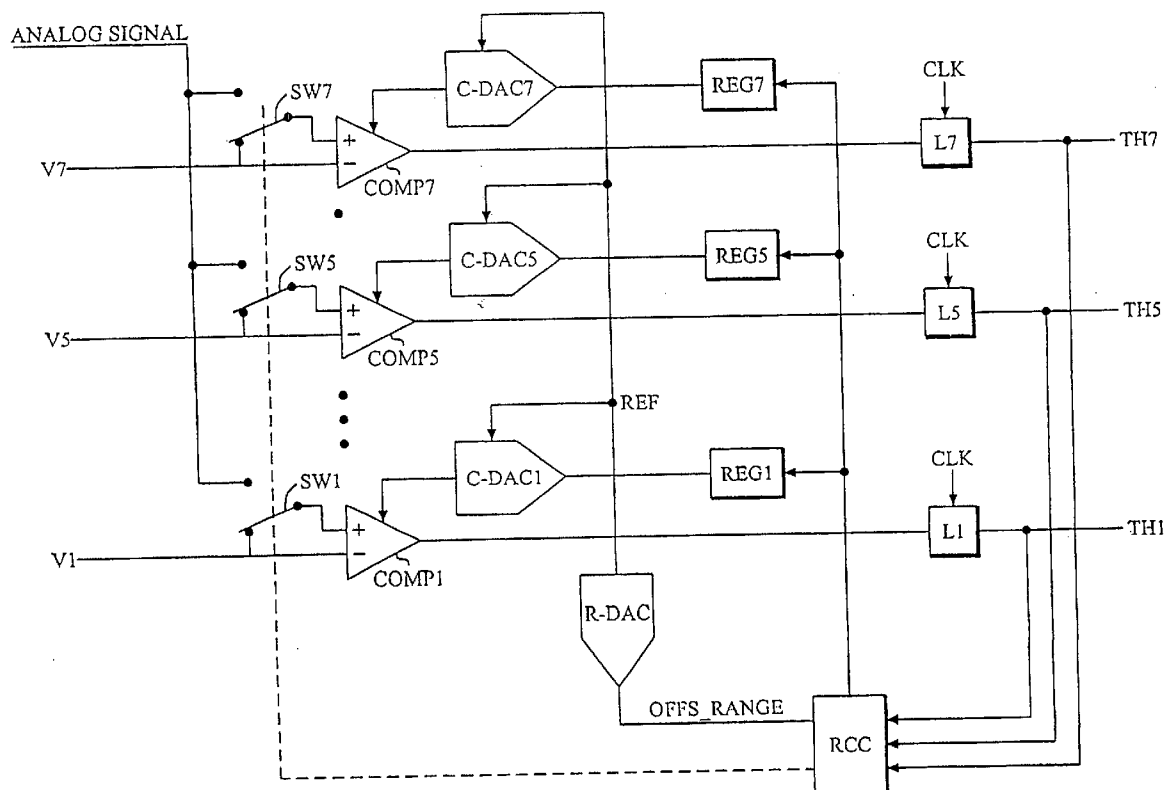 ANALOG SIGNAL
C-DAC7
REG7
CLK
SW7
+
−
COMP7
V7
L7
TH7
C-DAC5
REG5
CLK
SW5
+
−
COMP5
V5
L5
TH5
REF
C-DAC1
REG1
CLK
SW1
+
−
COMP1
V1
L1
TH1
R-DAC
OFFS_RANGE
RCC